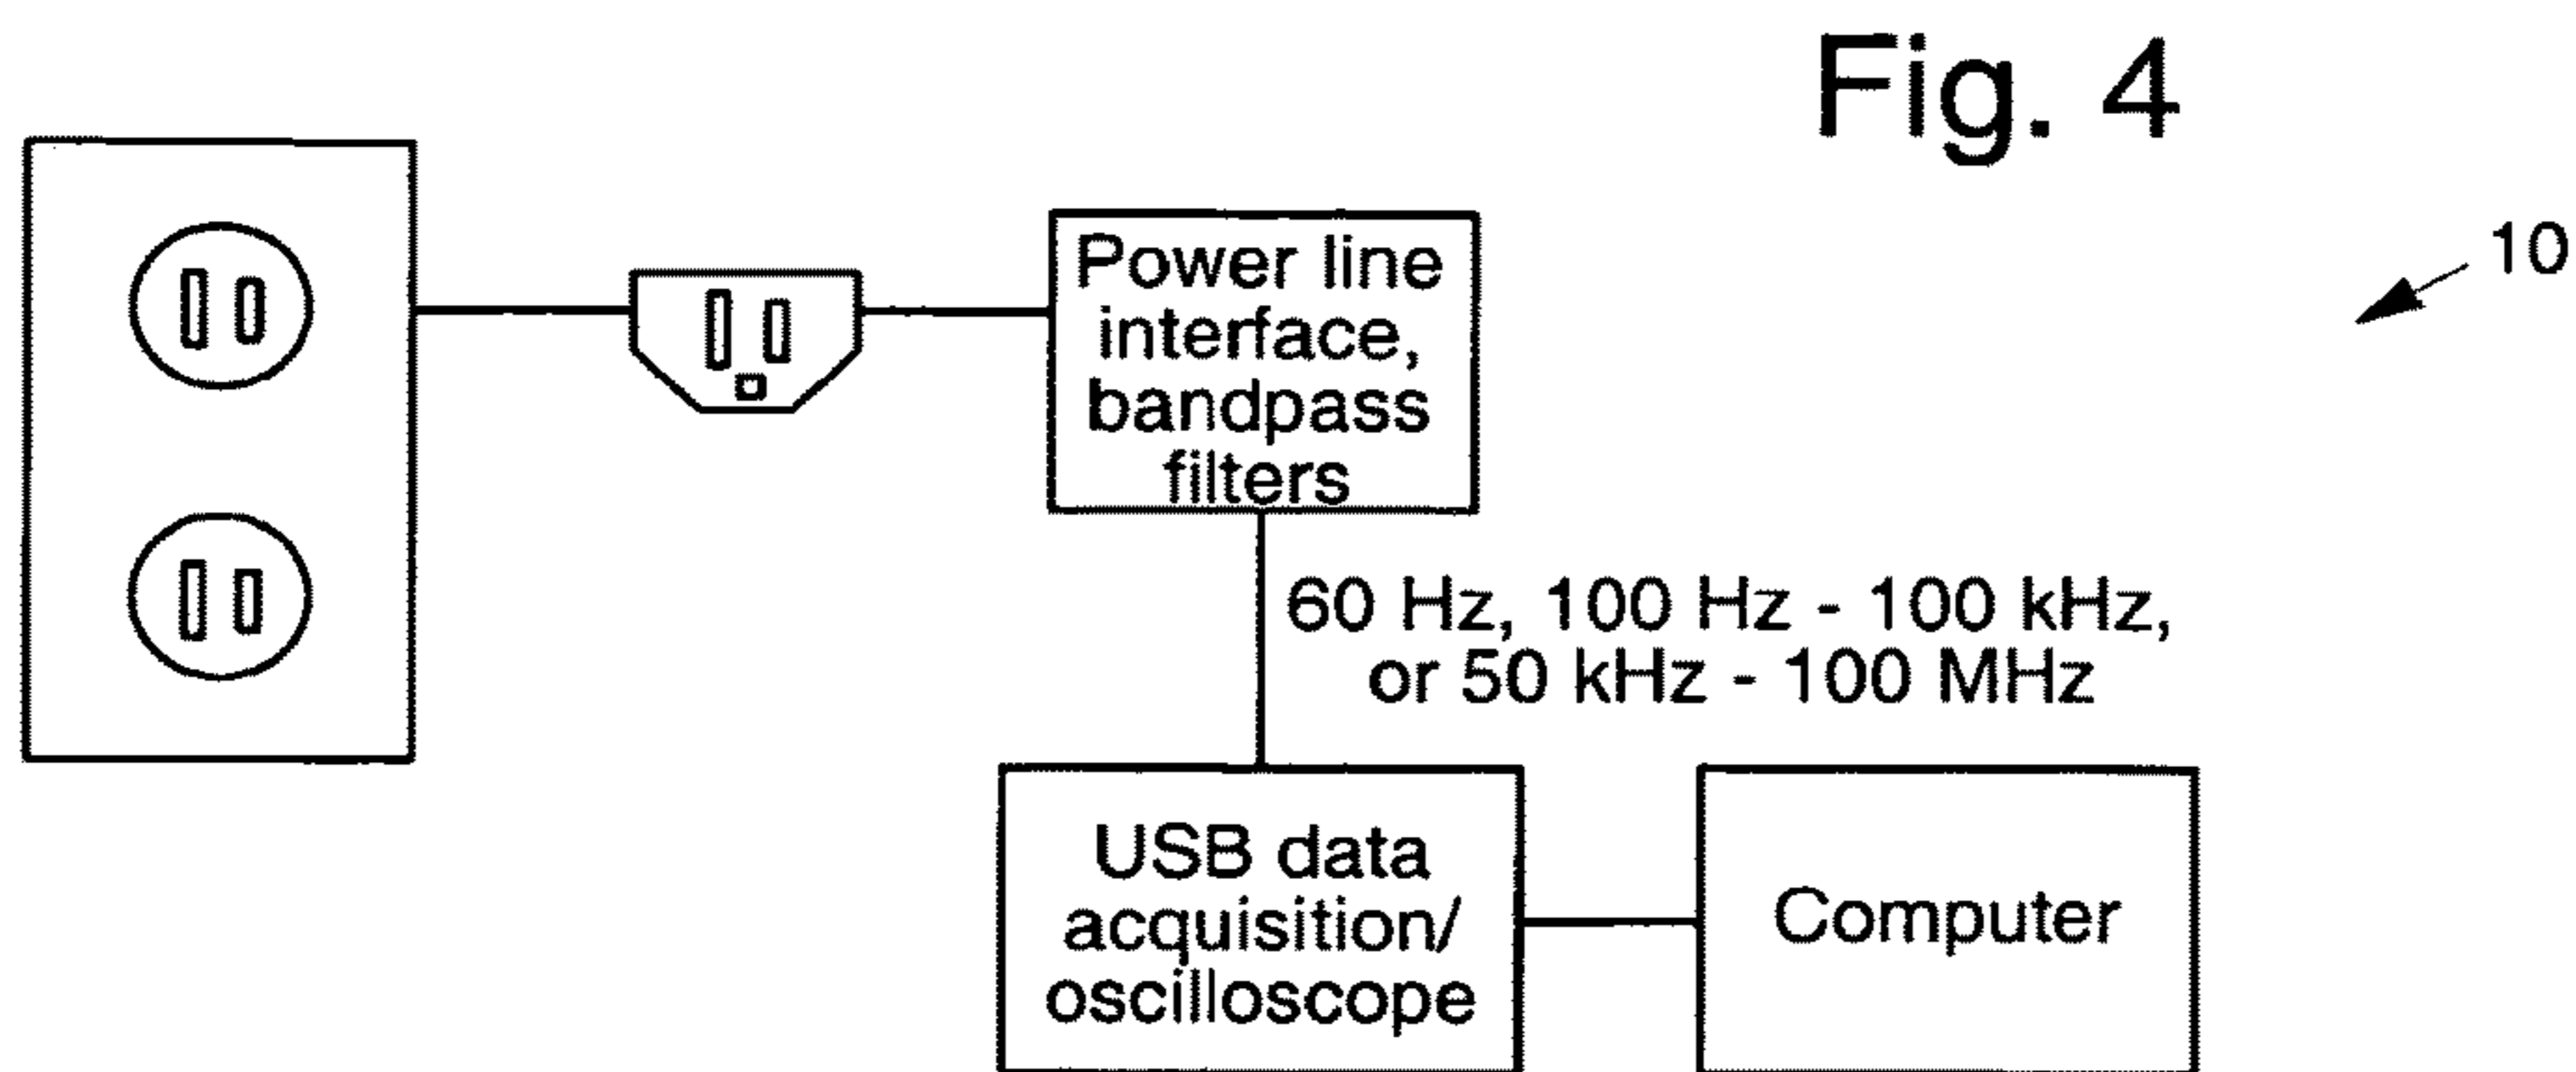 Fig. 4
10
Power line
interface,
bandpass
filters
60 Hz, 100 Hz - 100 kHz,
or 50 kHz - 100 MHz
USB data
acquisition/
oscilloscope
Computer